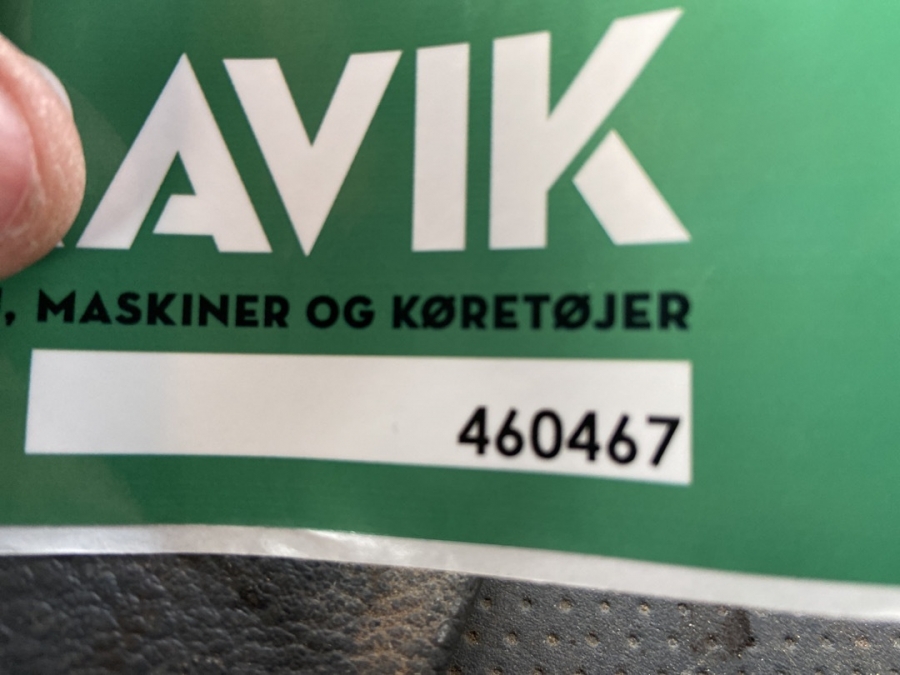 AVIK
, MASKINER OG KØRETØJER
460467